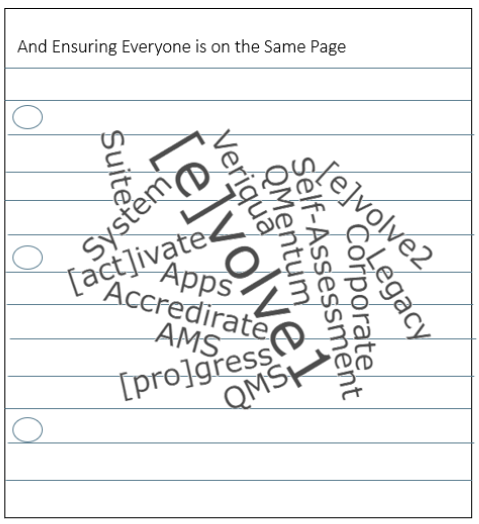 And Ensuring Everyone is on the Same Page
Suite
System
[e]volve1
Veriquan
QMentum
Self-Assessment
[e]volve2
Legacy
Corporate
[act]ivate
Apps
Accredirate
AMS
[pro]gress
QMS